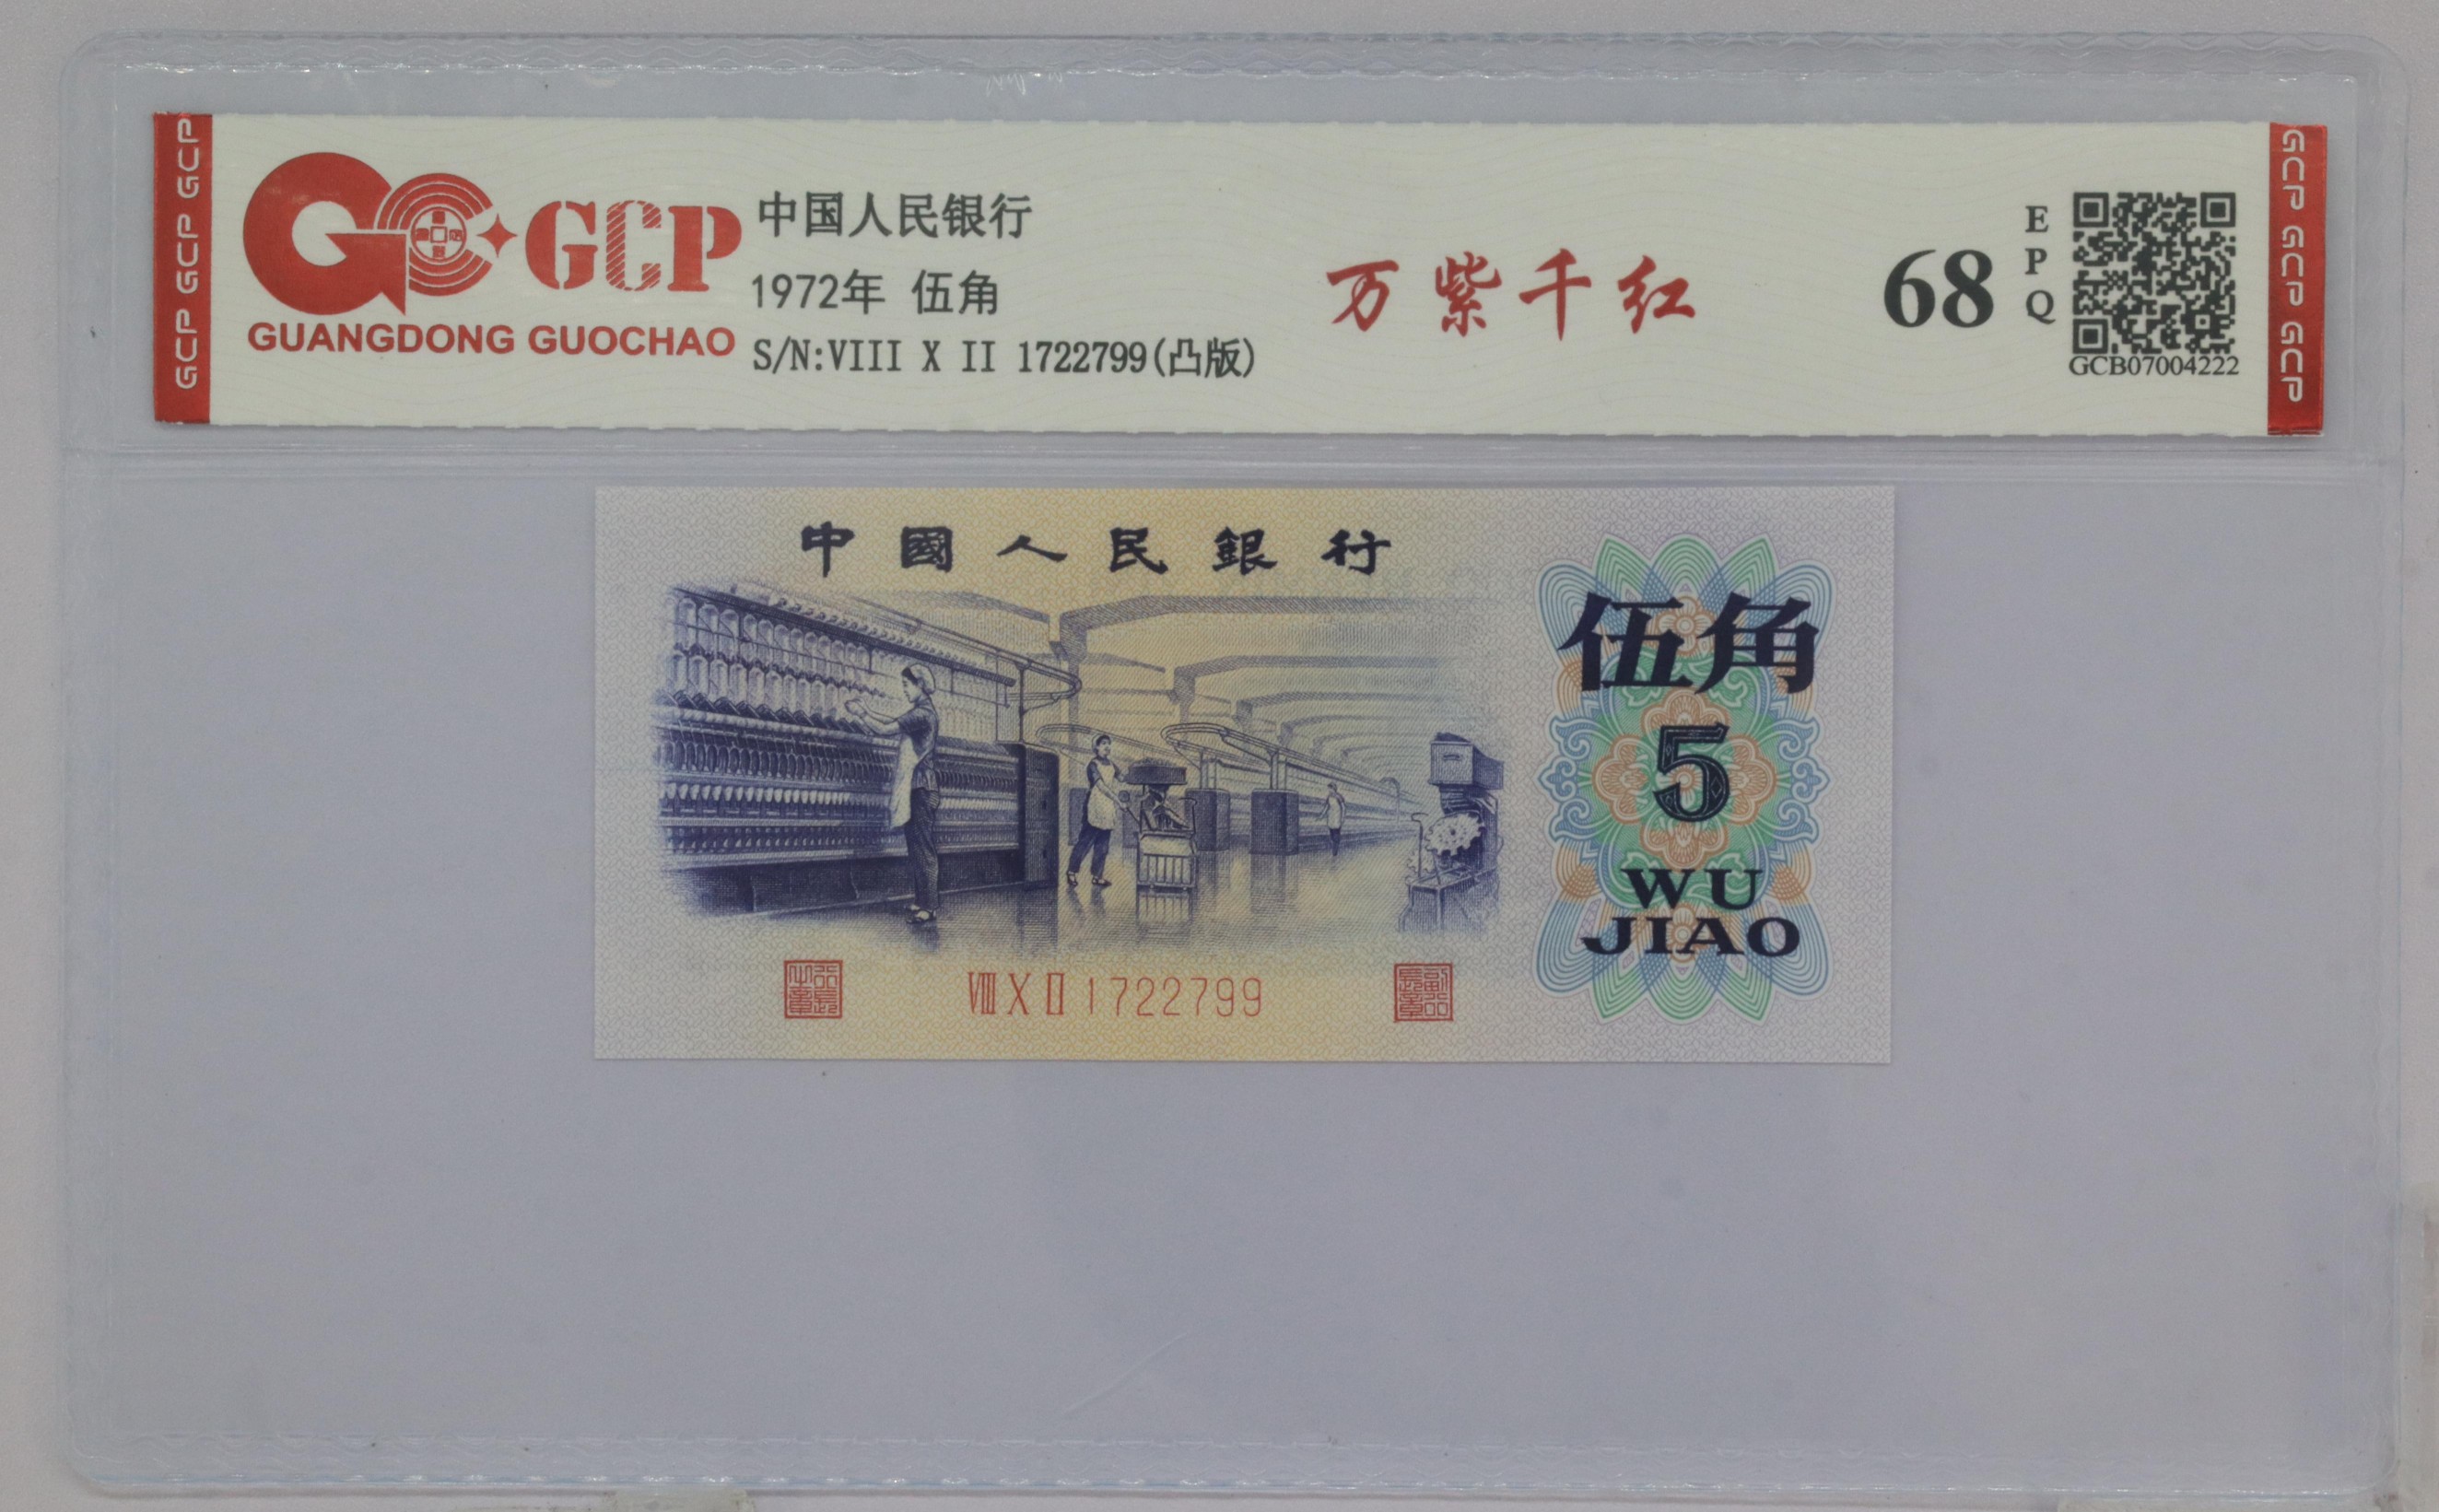 GCP GCP GCP
GCP
GUANGDONG GUOCHAO
中国人民银行
1972年 伍角
S/N:VIII X II 1722799(凸版)
万紫千红
68
EPQ
GCB07004222
GCP GCP GCP
中國人民銀行
伍角
5
WU
JIAO
VIII X II 1722799